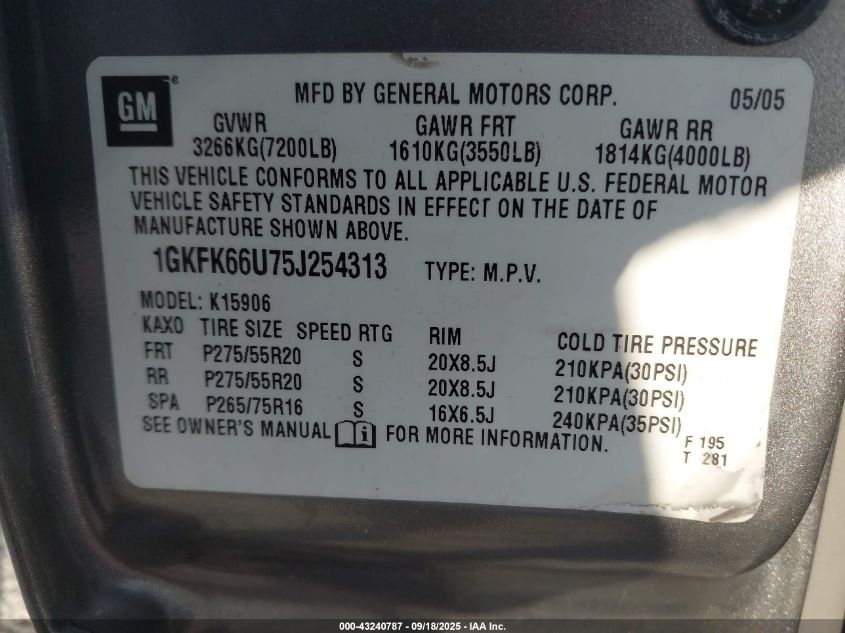 GM®
MFD BY GENERAL MOTORS CORP. 05/05
GVWR GAWR FRT GAWR RR
3266KG(7200LB) 1610KG(3550LB) 1814KG(4000LB)
THIS VEHICLE CONFORMS TO ALL APPLICABLE U.S. FEDERAL MOTOR
VEHICLE SAFETY STANDARDS IN EFFECT ON THE DATE OF
MANUFACTURE SHOWN ABOVE.
1GKFK66U75J254313 TYPE: M.P.V.
MODEL: K15906
KAXO TIRE SIZE SPEED RTG RIM COLD TIRE PRESSURE
FRT P275/55R20 S 20X8.5J 210KPA(30PSI)
RR P275/55R20 S 20X8.5J 210KPA(30PSI)
SPA P265/75R16 S 16X6.5J 240KPA(35PSI)
SEE OWNER'S MANUAL i FOR MORE INFORMATION.
F 195
T 281
000-43240787 - 09/18/2025 - IAA Inc.